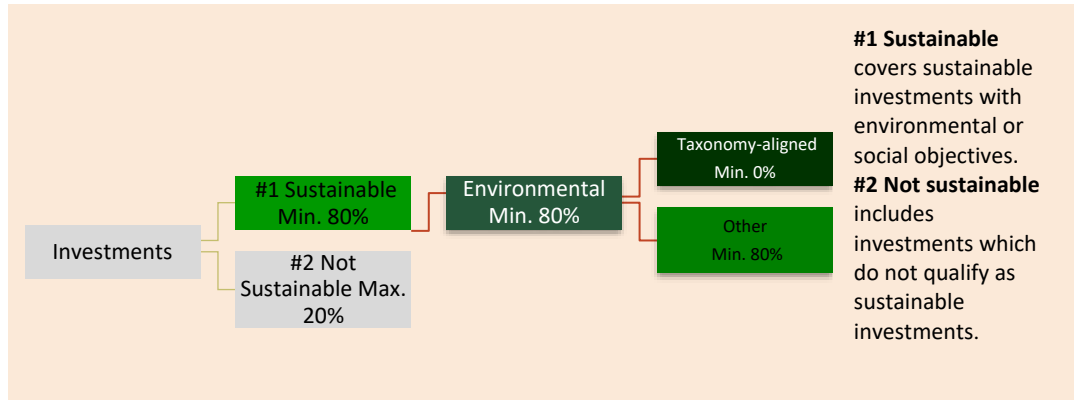 Investments
#1 Sustainable
Min. 80%
#2 Not
Sustainable Max.
20%
Environmental
Min. 80%
Taxonomy-aligned
Min. 0%
Other
Min. 80%
#1 Sustainable
covers sustainable
investments with
environmental or
social objectives.
#2 Not sustainable
includes
investments which
do not qualify as
sustainable
investments.